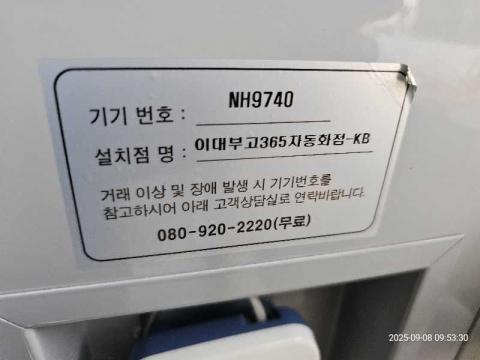 기기 번호 : NH9740
설치점 명 : 이대부고365자동화점-KB
거래 이상 및 장애 발생 시 기기번호를
참고하시어 아래 고객상담실로 연락바랍니다.
080-920-2220(무료)
2025-09-08 09:53:30